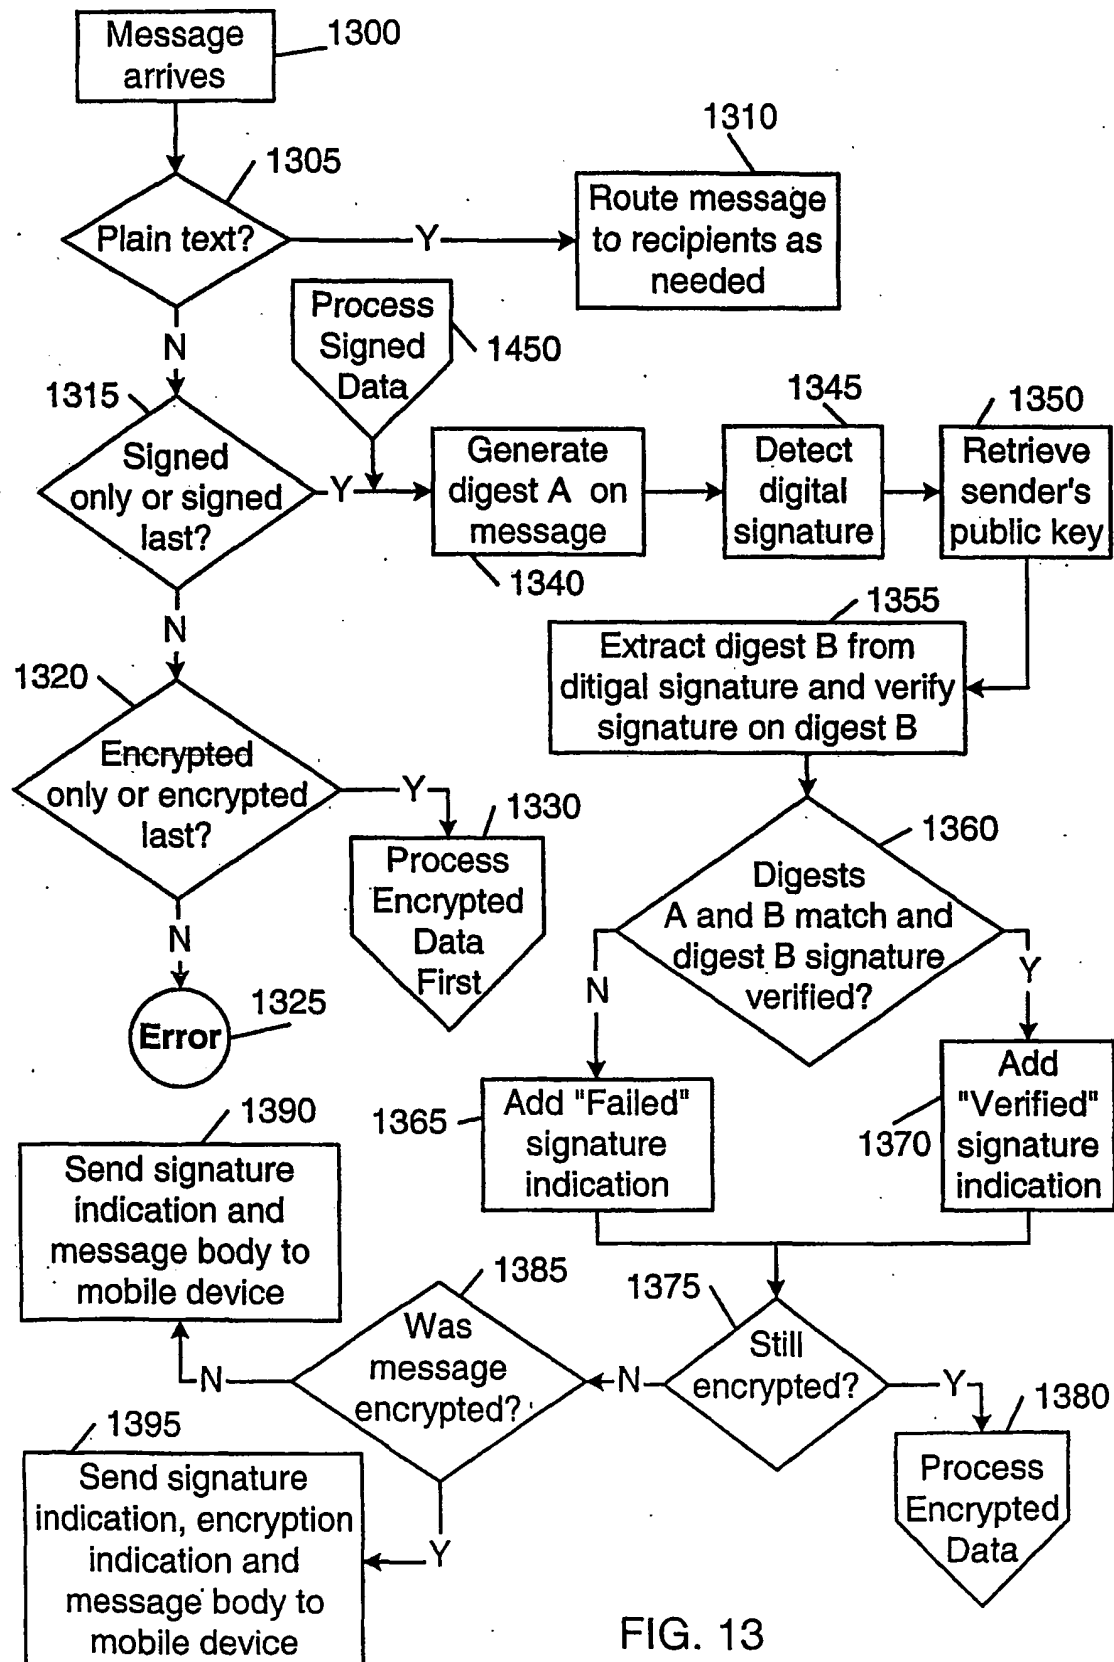 Message
arrives
1300
1305
Plain text?
Y
1310
Route message
to recipients as
needed
N
Process
Signed
Data
1450
1315
Signed
only or signed
last?
Y
Generate
digest A on
message
1340
1345
Detect
digital
signature
1350
Retrieve
sender's
public key
N
1355
Extract digest B from
ditigal signature and verify
signature on digest B
1320
Encrypted
only or encrypted
last?
Y
1330
Process
Encrypted
Data
First
1360
Digests
A and B match and
digest B signature
verified?
N
Y
N
Error
1325
1365
Add "Failed"
signature
indication
Add
"Verified"
signature
indication
1370
1390
Send signature
indication and
message body to
mobile device
1385
Was
message
encrypted?
N
1375
Still
encrypted?
N
Y
1380
Process
Encrypted
Data
1395
Send signature
indication, encryption
indication and
message body to
mobile device
Y
FIG. 13